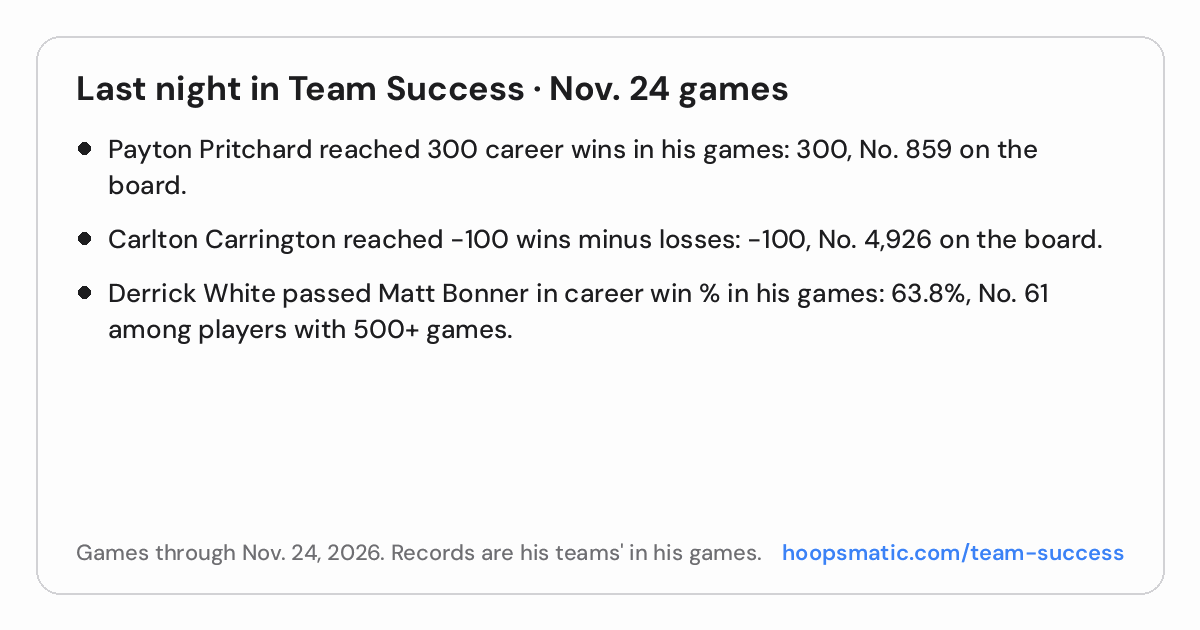 Last night in Team Success · Nov. 24 games
• Payton Pritchard reached 300 career wins in his games: 300, No. 859 on the
board.
• Carlton Carrington reached -100 wins minus losses: -100, No. 4,926 on the board.
• Derrick White passed Matt Bonner in career win % in his games: 63.8%, No. 61
among players with 500+ games.
Games through Nov. 24, 2026. Records are his teams' in his games. hoopsmatic.com/team-success